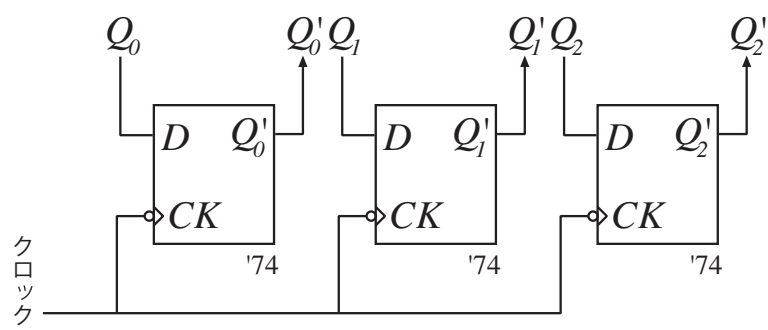 Q0 Q0' Q1 Q1' Q2 Q2'
D Q0' D Q1' D Q2'
CK CK CK
'74 '74 '74
クロック